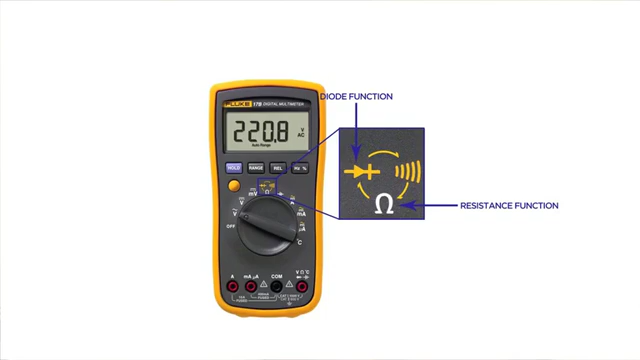 DIODE FUNCTION
FLUKE 17B DIGITAL MULTIMETER
220.8 V
AC
Auto Range
HOLD RANGE REL Hz %
mV Ω
V
V
OFF
Ω
RESISTANCE FUNCTION
°C
A mA µA COM V Ω °C